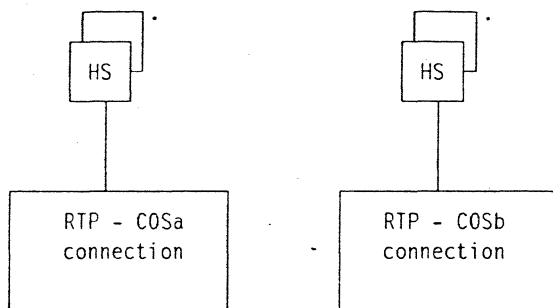 HS
HS
RTP - COSa
connection
RTP - COSb
connection